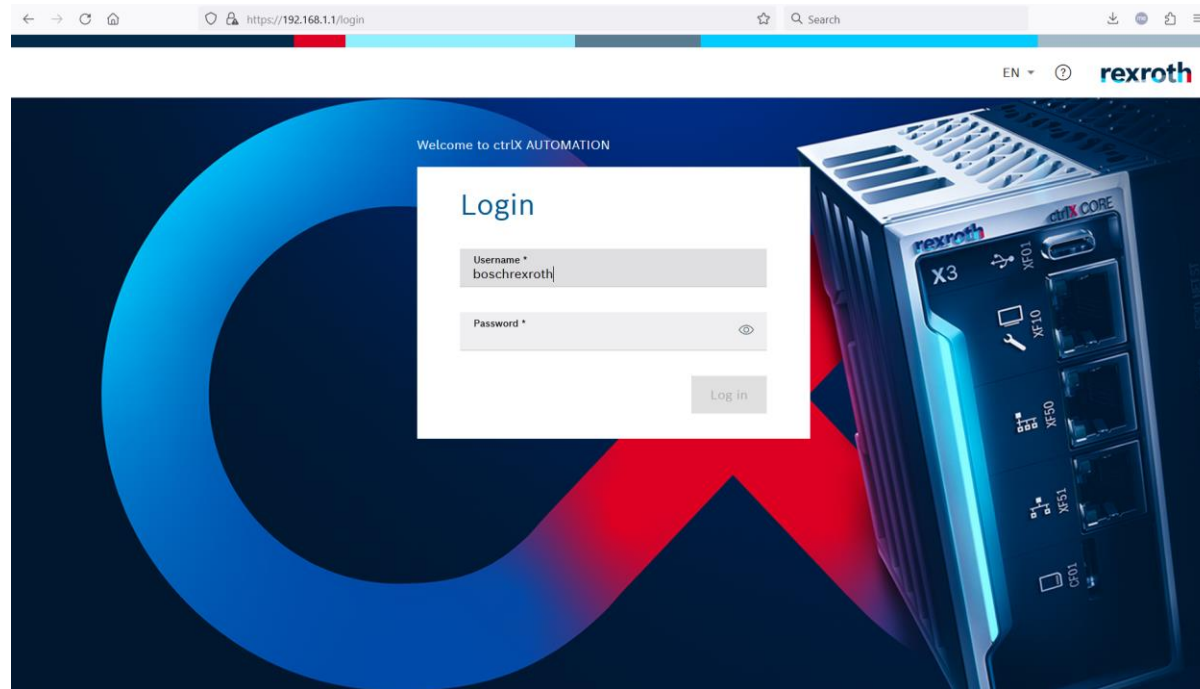 https://192.168.1.1/login
Search
EN
rexroth
Welcome to ctrlX AUTOMATION
Login
Username *
boschrexroth
Password *
Log in
rexroth
ctrlX CORE
X3
XF01
XF10
XF50
XF51
CF01